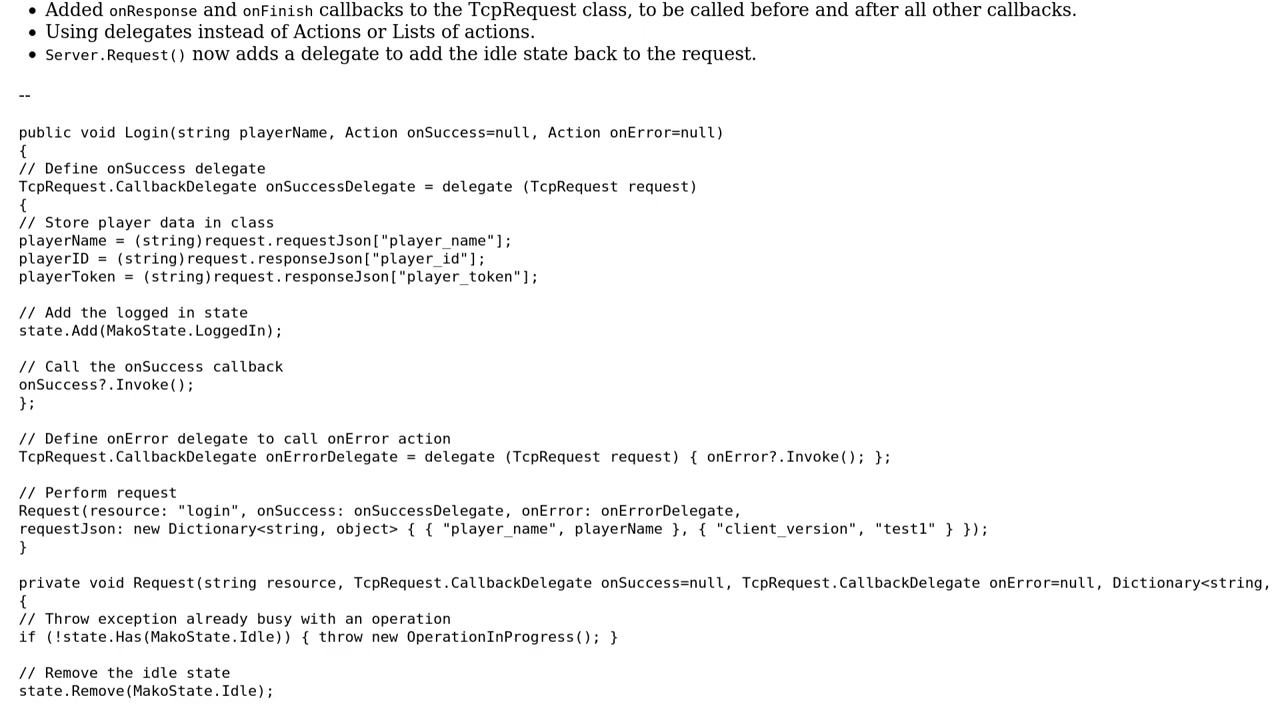 • Added onResponse and onFinish callbacks to the TcpRequest class, to be called before and after all other callbacks.
• Using delegates instead of Actions or Lists of actions.
• Server.Request() now adds a delegate to add the idle state back to the request.
--
public void Login(string playerName, Action onSuccess=null, Action onError=null)
{
// Define onSuccess delegate
TcpRequest.CallbackDelegate onSuccessDelegate = delegate (TcpRequest request)
{
// Store player data in class
playerName = (string)request.requestJson["player_name"];
playerID = (string)request.responseJson["player_id"];
playerToken = (string)request.responseJson["player_token"];
// Add the logged in state
state.Add(MakoState.LoggedIn);
// Call the onSuccess callback
onSuccess?.Invoke();
};
// Define onError delegate to call onError action
TcpRequest.CallbackDelegate onErrorDelegate = delegate (TcpRequest request) { onError?.Invoke(); };
// Perform request
Request(resource: "login", onSuccess: onSuccessDelegate, onError: onErrorDelegate,
requestJson: new Dictionary<string, object> { { "player_name", playerName }, { "client_version", "test1" } });
}
private void Request(string resource, TcpRequest.CallbackDelegate onSuccess=null, TcpRequest.CallbackDelegate onError=null, Dictionary<string,
{
// Throw exception already busy with an operation
if (!state.Has(MakoState.Idle)) { throw new OperationInProgress(); }
// Remove the idle state
state.Remove(MakoState.Idle);